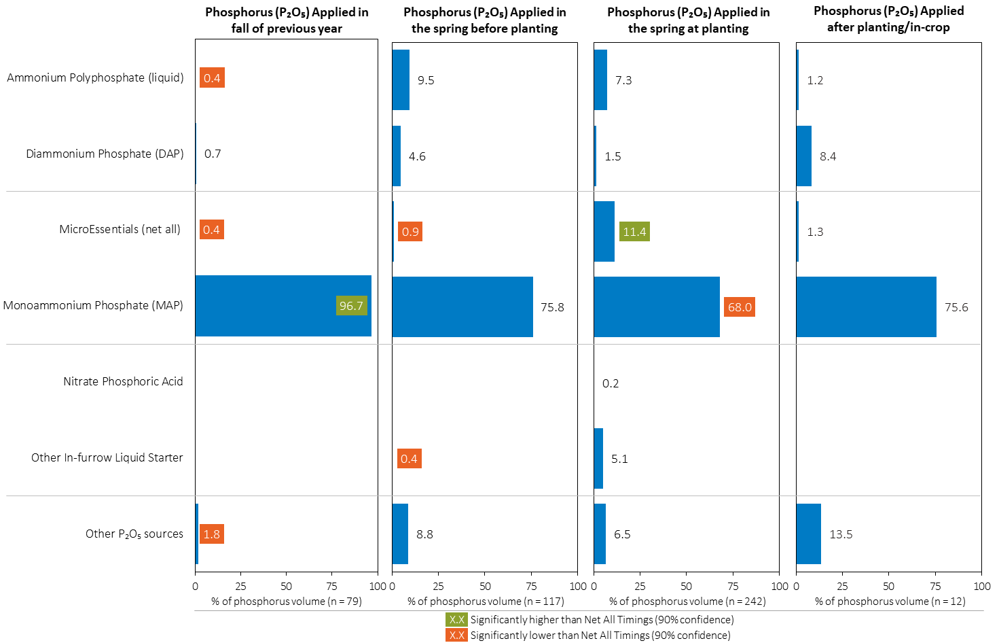 Phosphorus (P₂O₅) Applied in
fall of previous year
Phosphorus (P₂O₅) Applied in
the spring before planting
Phosphorus (P₂O₅) Applied in
the spring at planting
Phosphorus (P₂O₅) Applied
after planting/in-crop
Ammonium Polyphosphate (liquid)
0.4
9.5
7.3
1.2
Diammonium Phosphate (DAP)
0.7
4.6
1.5
8.4
MicroEssentials (net all)
0.4
0.9
11.4
1.3
Monoammonium Phosphate (MAP)
96.7
75.8
68.0
75.6
Nitrate Phosphoric Acid
0.2
Other In-furrow Liquid Starter
0.4
5.1
Other P₂O₅ sources
1.8
8.8
6.5
13.5
0 25 50 75 100
0 25 50 75 100
0 25 50 75 100
0 25 50 75 100
% of phosphorus volume (n = 79)
% of phosphorus volume (n = 117)
% of phosphorus volume (n = 242)
% of phosphorus volume (n = 12)
X.X Significantly higher than Net All Timings (90% confidence)
X.X Significantly lower than Net All Timings (90% confidence)